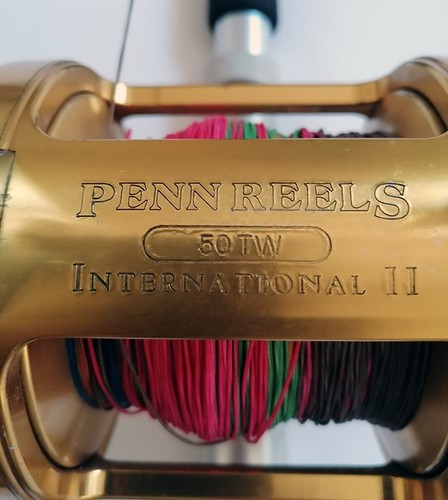 PENN REELS
50TW
INTERNATIONAL II